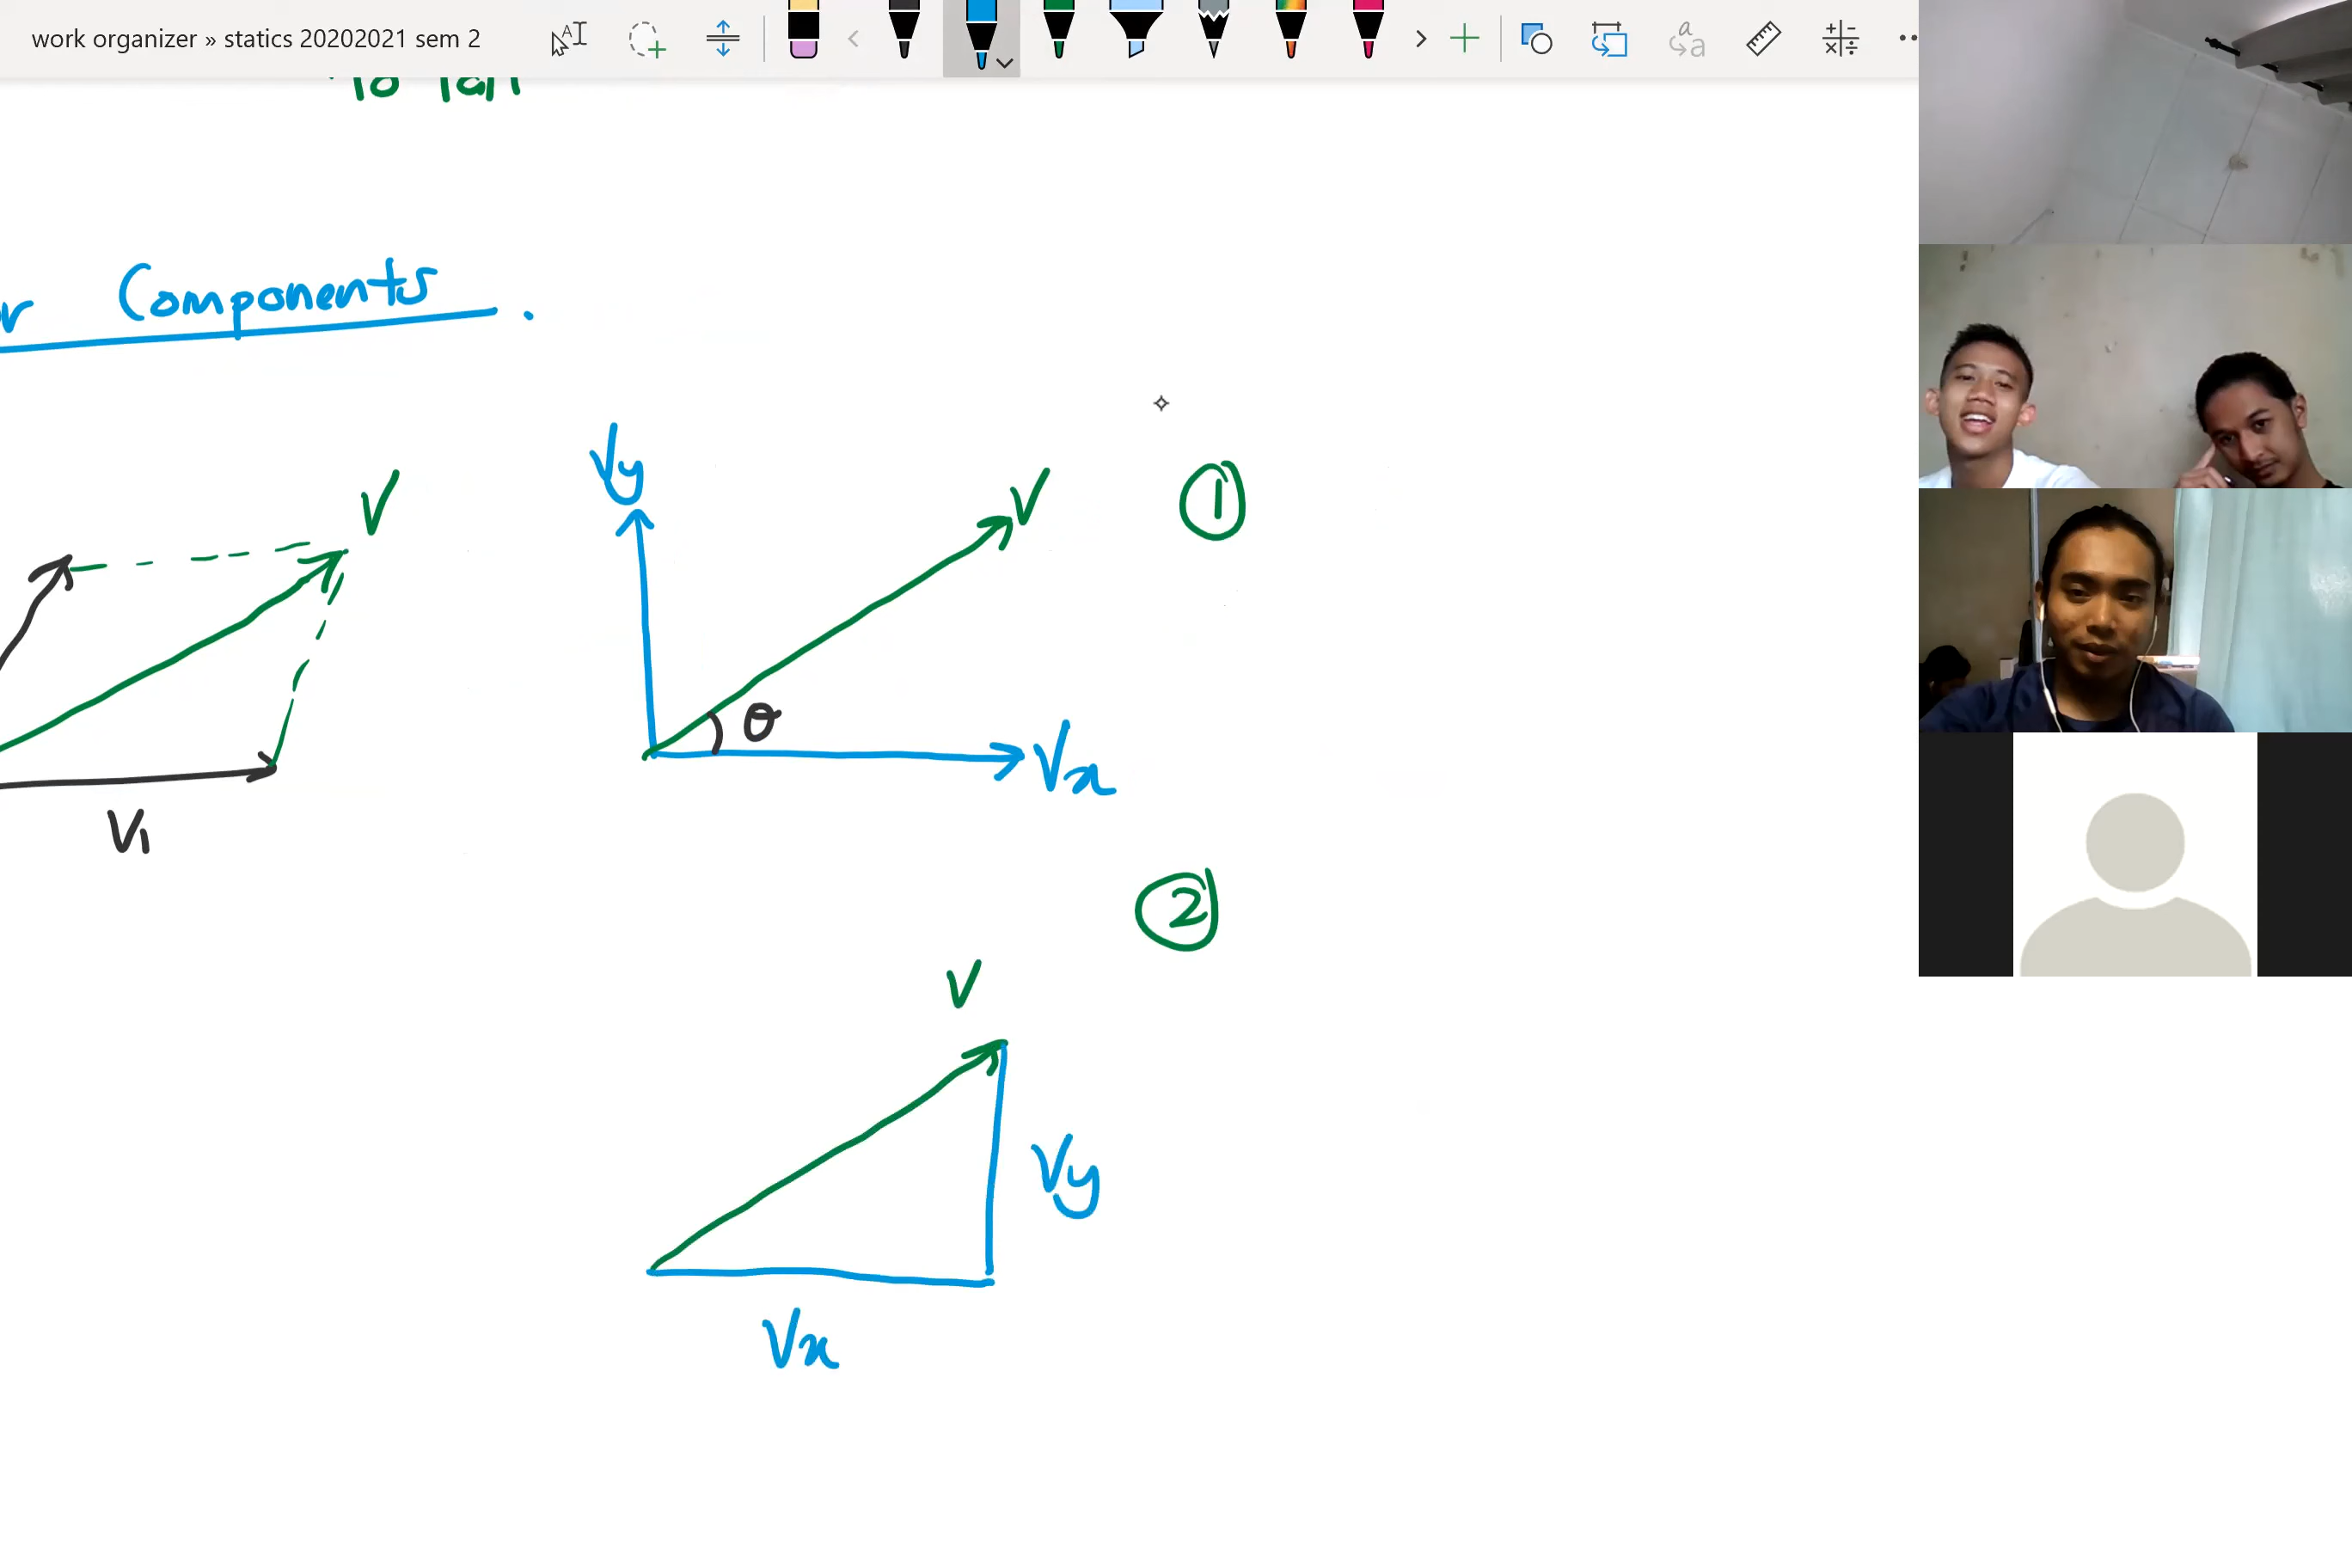 work organizer » statics 20202021 sem 2
r Components.
Vy
V
1
V
θ
Vx
V1
2
V
Vy
Vx